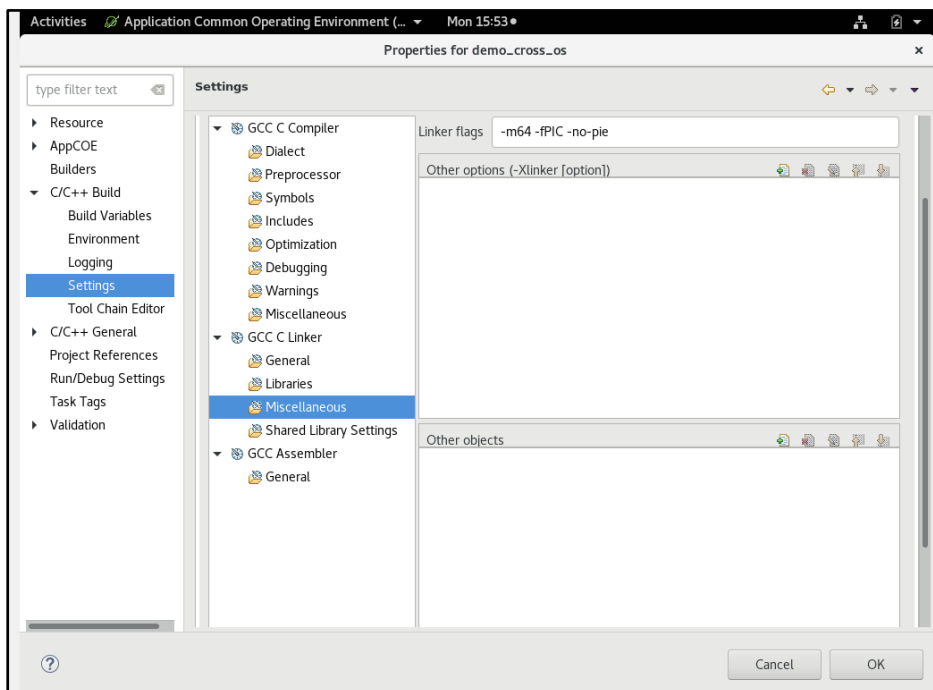 Activities Application Common Operating Environment (... Mon 15:53
Properties for demo_cross_os
type filter text
Resource
AppCOE
Builders
C/C++ Build
Build Variables
Environment
Logging
Settings
Tool Chain Editor
C/C++ General
Project References
Run/Debug Settings
Task Tags
Validation
Settings
GCC C Compiler
Dialect
Preprocessor
Symbols
Includes
Optimization
Debugging
Warnings
Miscellaneous
GCC C Linker
General
Libraries
Miscellaneous
Shared Library Settings
GCC Assembler
General
Linker flags -m64 -fPIC -no-pie
Other options (-Xlinker [option])
Other objects
Cancel OK